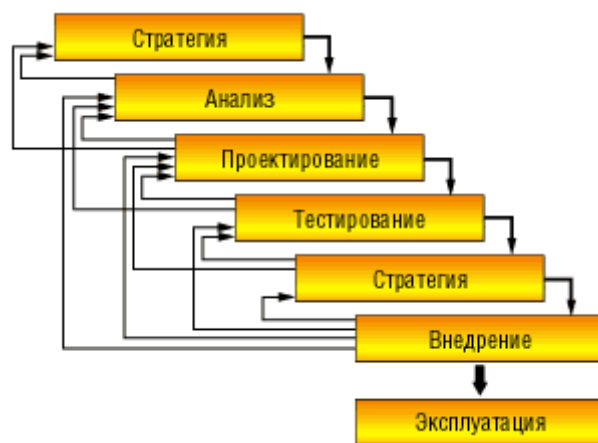 Стратегия
Анализ
Проектирование
Тестирование
Стратегия
Внедрение
Эксплуатация